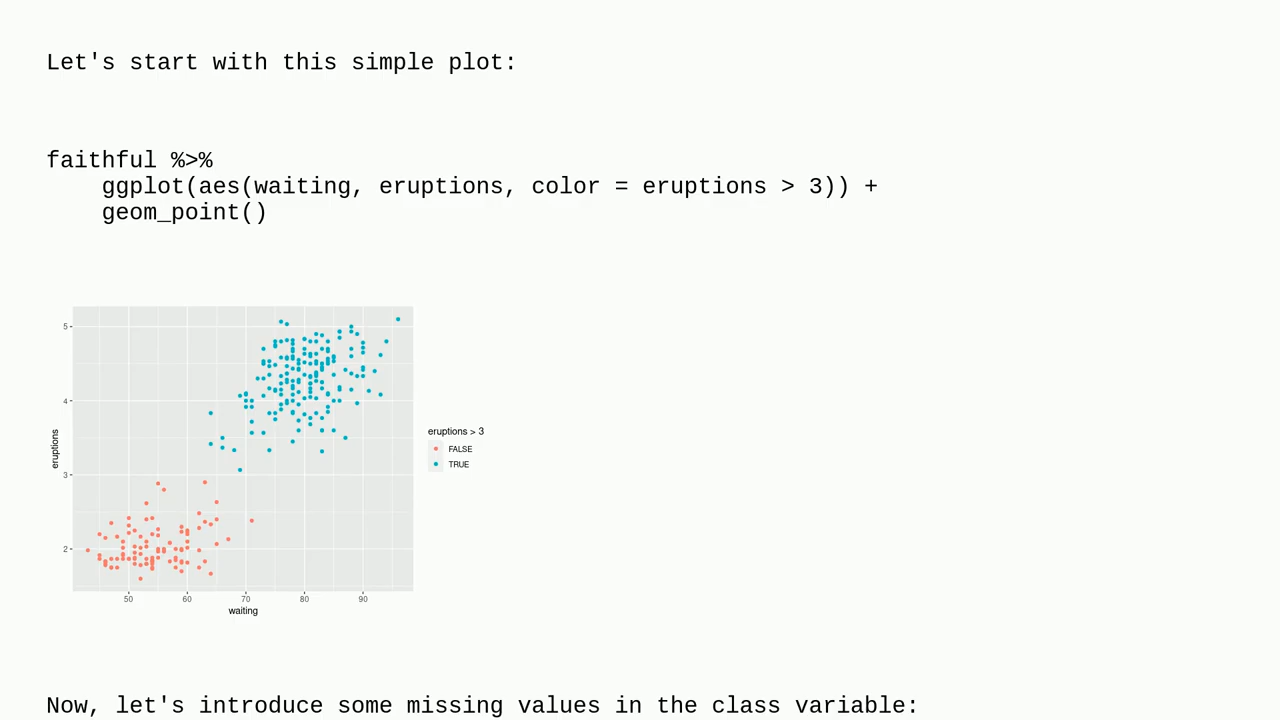 Let's start with this simple plot:
faithful %>%
    ggplot(aes(waiting, eruptions, color = eruptions > 3)) +
    geom_point()
5
4
3
2
eruptions
50 60 70 80 90
waiting
eruptions > 3
FALSE
TRUE
Now, let's introduce some missing values in the class variable: